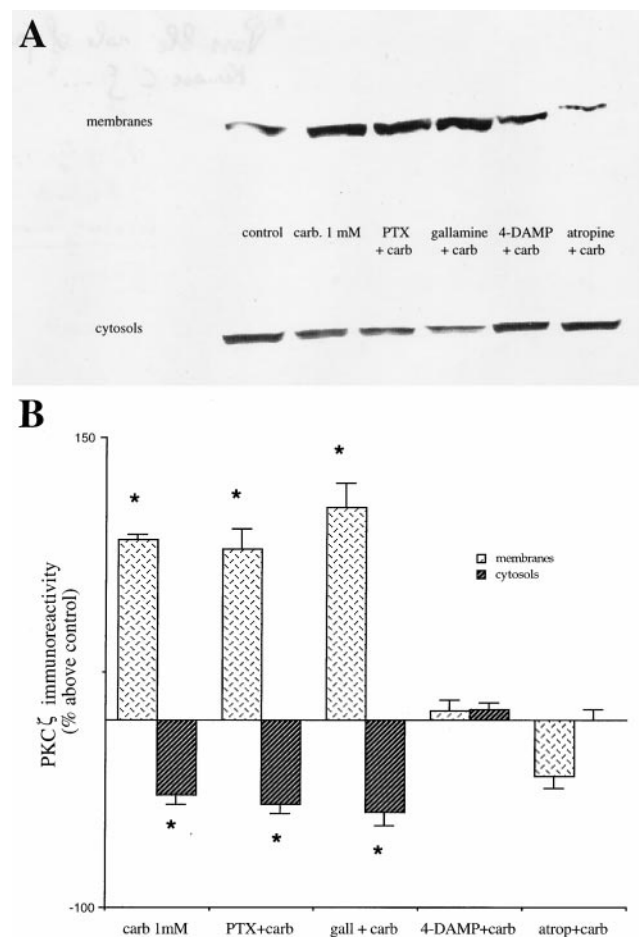 A
membranes
control carb. 1 mM PTX gallamine 4-DAMP atropine
+ carb + carb + carb + carb
cytosols
B
150
*
*
*
membranes
cytosols
PKC ζ immunoreactivity
(% above control)
*
*
*
-100
carb 1mM PTX+carb gall + carb 4-DAMP+carb atrop+carb